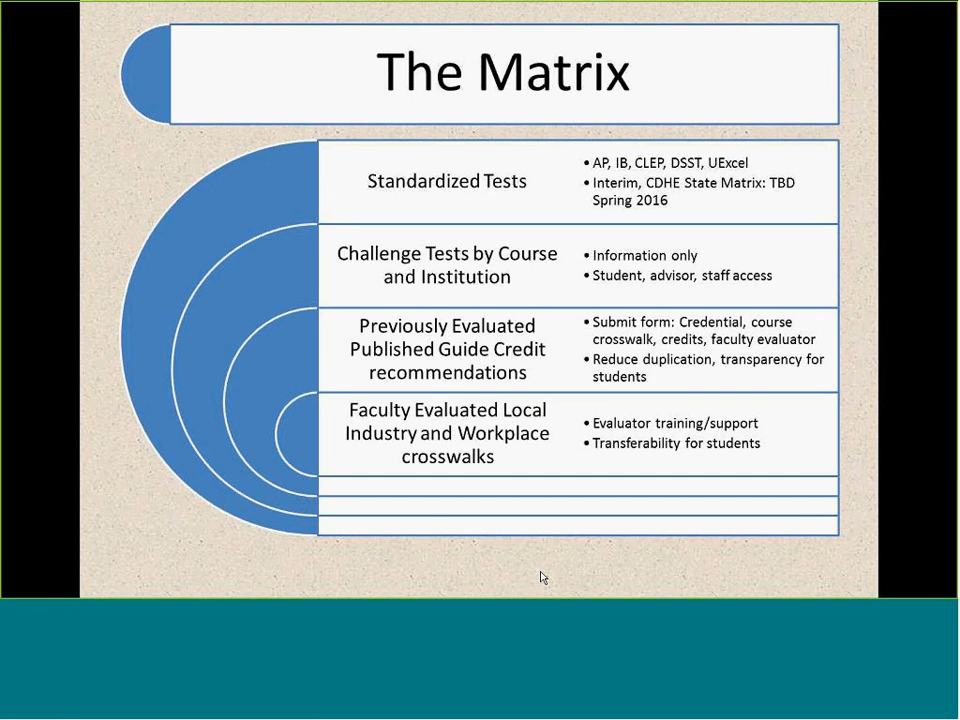 The Matrix
Standardized Tests
• AP, IB, CLEP, DSST, UExcel
• Interim, CDHE State Matrix: TBD
Spring 2016
Challenge Tests by Course
and Institution
• Information only
• Student, advisor, staff access
Previously Evaluated
Published Guide Credit
recommendations
• Submit form: Credential, course
crosswalk, credits, faculty evaluator
• Reduce duplication, transparency for
students
Faculty Evaluated Local
Industry and Workplace
crosswalks
• Evaluator training/support
• Transferability for students